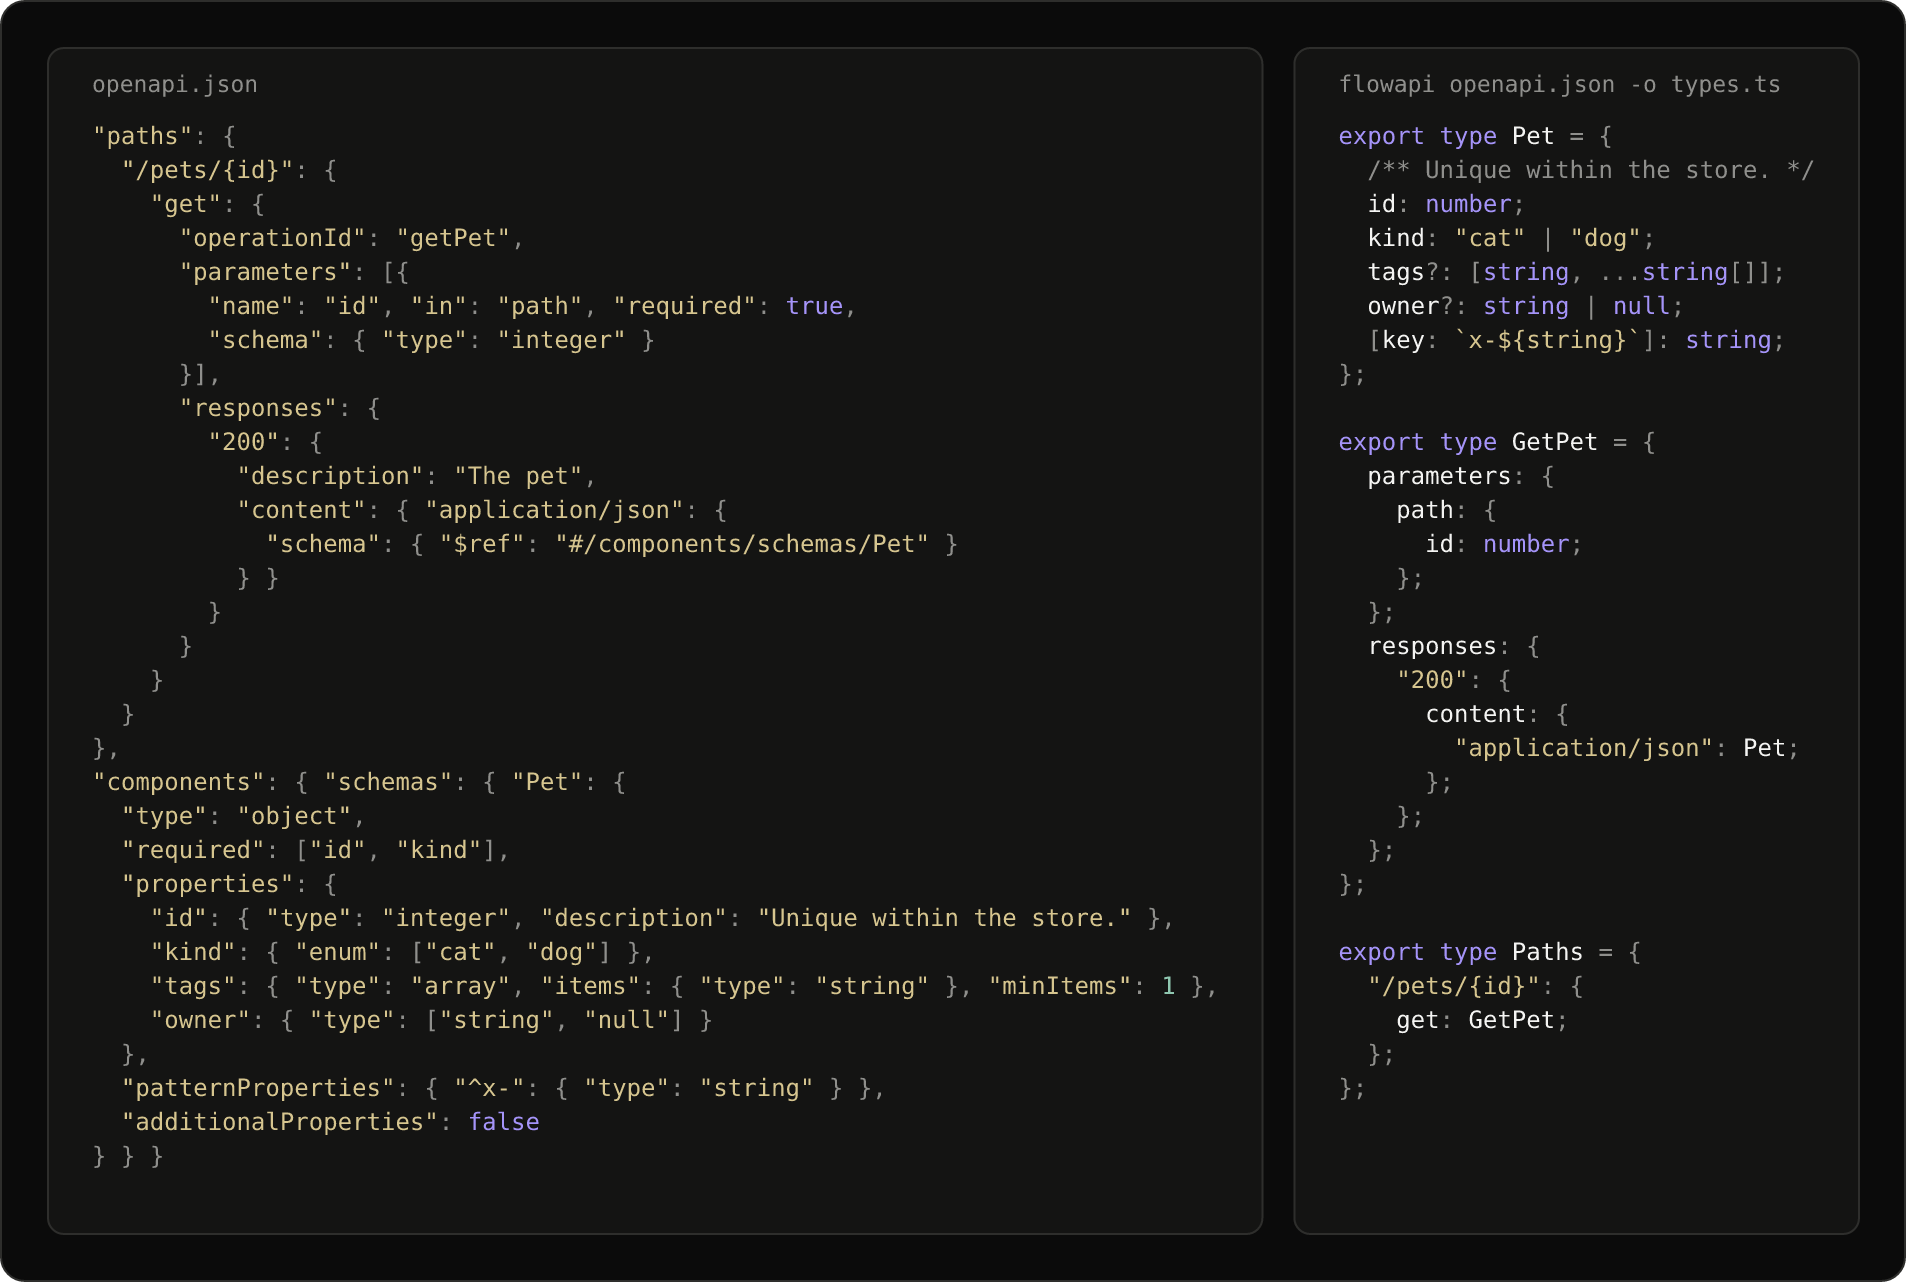 openapi.json
"paths": {
  "/pets/{id}": {
    "get": {
      "operationId": "getPet",
      "parameters": [{
        "name": "id", "in": "path", "required": true,
        "schema": { "type": "integer" }
      }],
      "responses": {
        "200": {
          "description": "The pet",
          "content": { "application/json": {
            "schema": { "$ref": "#/components/schemas/Pet" }
          } }
        }
      }
    }
  }
},
"components": { "schemas": { "Pet": {
  "type": "object",
  "required": ["id", "kind"],
  "properties": {
    "id": { "type": "integer", "description": "Unique within the store." },
    "kind": { "enum": ["cat", "dog"] },
    "tags": { "type": "array", "items": { "type": "string" }, "minItems": 1 },
    "owner": { "type": ["string", "null"] }
  },
  "patternProperties": { "^x-": { "type": "string" } },
  "additionalProperties": false
} } }
flowapi openapi.json -o types.ts
export type Pet = {
  /** Unique within the store. */
  id: number;
  kind: "cat" | "dog";
  tags?: [string, ...string[]];
  owner?: string | null;
  [key: `x-${string}`]: string;
};

export type GetPet = {
  parameters: {
    path: {
      id: number;
    };
  };
  responses: {
    "200": {
      content: {
        "application/json": Pet;
      };
    };
  };
};

export type Paths = {
  "/pets/{id}": {
    get: GetPet;
  };
};